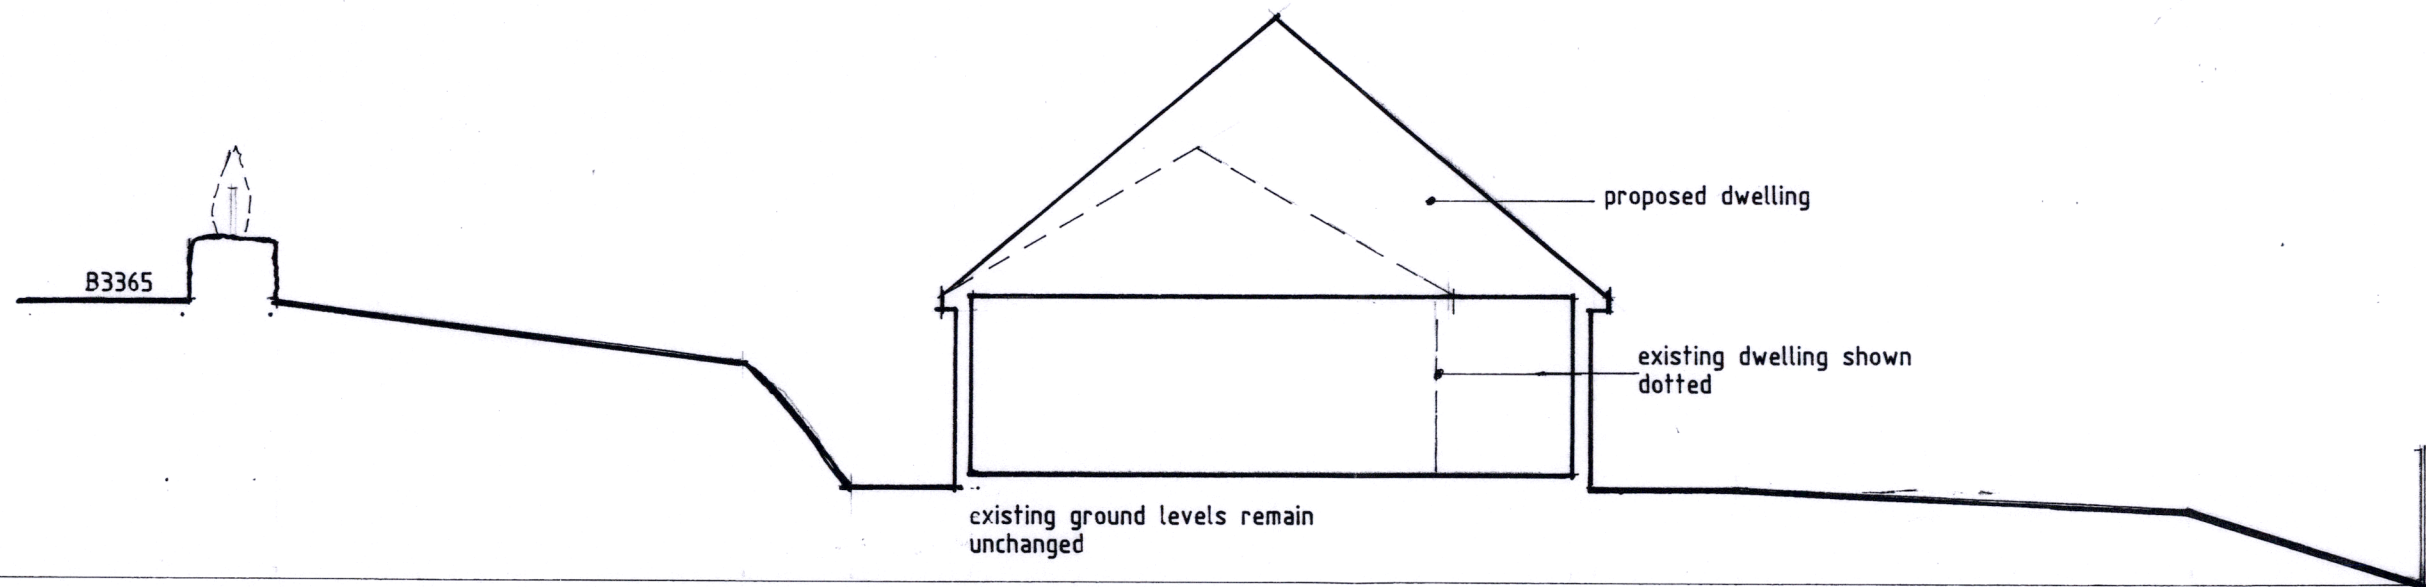 B3365
proposed dwelling
existing dwelling shown
dotted
existing ground levels remain
unchanged